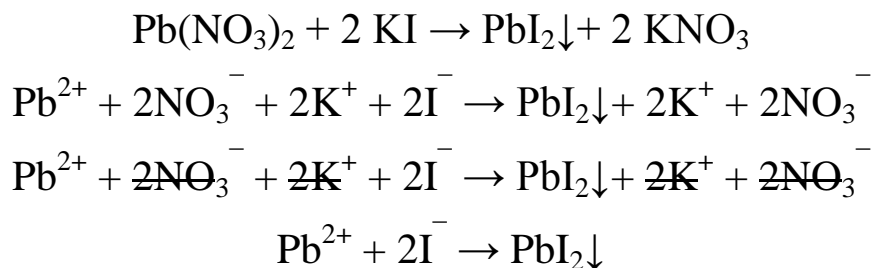 Pb(NO₃)₂ + 2 KI → PbI₂↓ + 2 KNO₃
Pb²⁺ + 2NO₃⁻ + 2K⁺ + 2I⁻ → PbI₂↓ + 2K⁺ + 2NO₃⁻
Pb²⁺ + 2NO₃⁻ + 2K⁺ + 2I⁻ → PbI₂↓ + 2K⁺ + 2NO₃⁻
Pb²⁺ + 2I⁻ → PbI₂↓